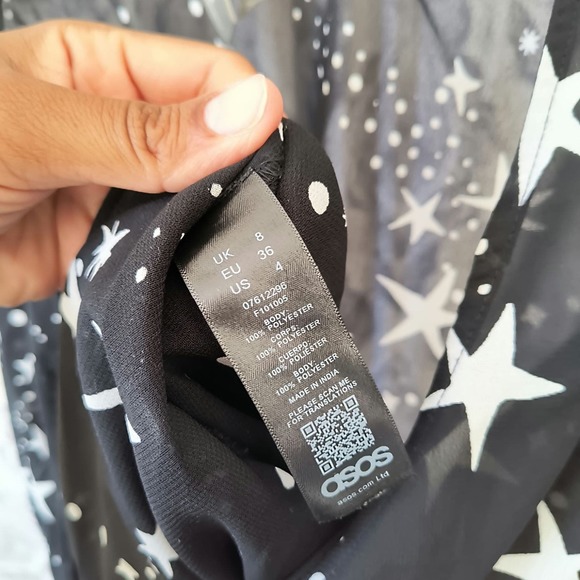 UK 8
EU 36
US 4
07612296
F101005
BODY:
100% POLYESTER
CORPS:
100% POLYESTER
CUERPO:
100% POLYESTER
BODY:
100% POLYESTER
MADE IN INDIA
PLEASE SCAN ME
FOR TRANSLATIONS
asos
asos.com Ltd